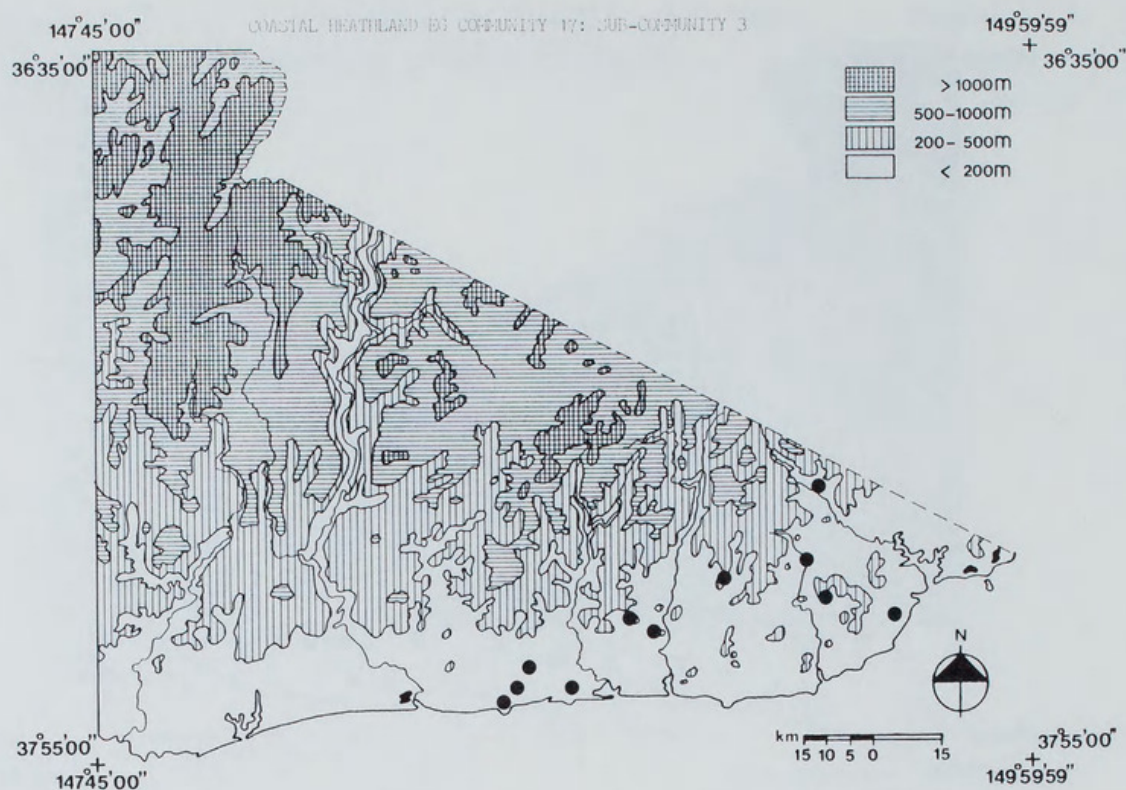 COASTAL HEATHLAND EG COMMUNITY 17: SUB-COMMUNITY 3
147°45'00"
36°35'00"
149°59'59"
36°35'00"
>1000m
500-1000m
200-500m
< 200m
N
km
15 10 5 0 15
37°55'00"
147°45'00"
37°55'00"
149°59'59"